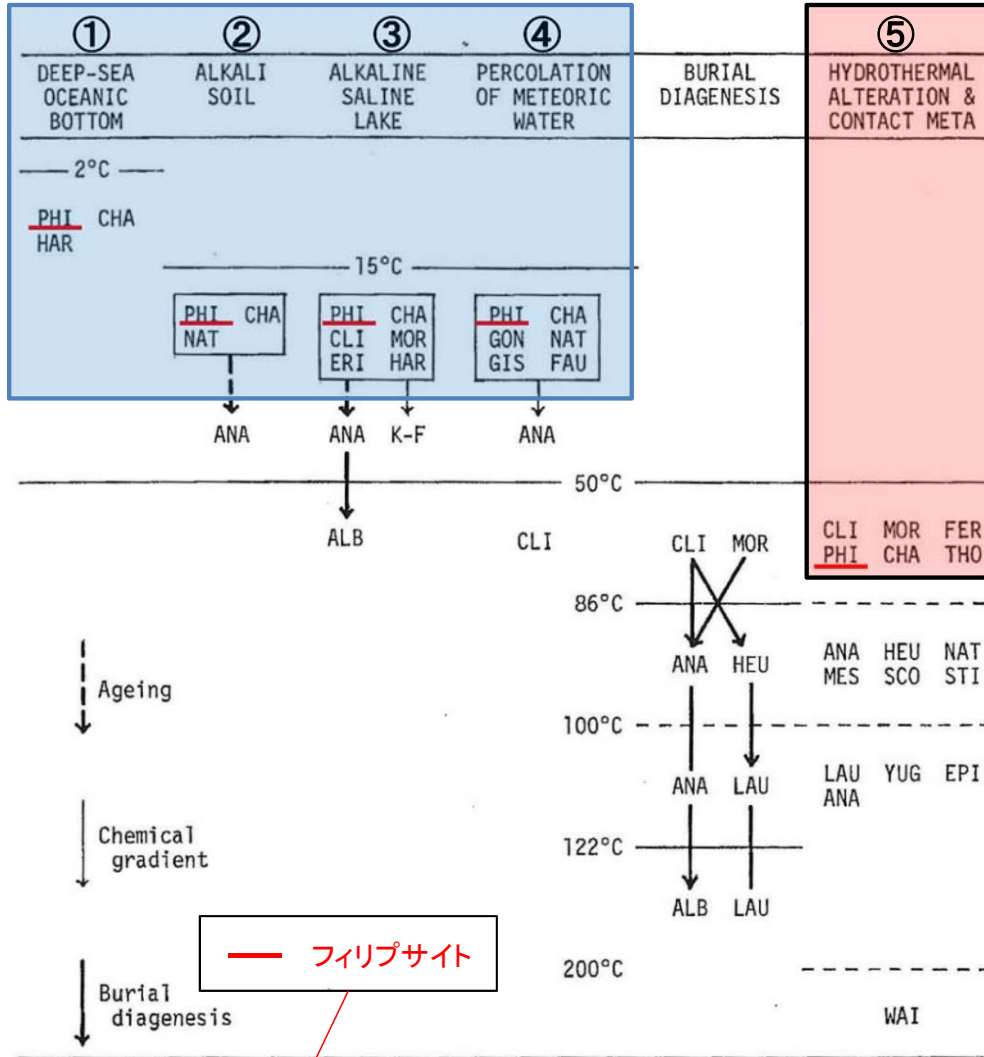 ① ② ③ ④ ⑤
DEEP-SEA OCEANIC BOTTOM
ALKALI SOIL
ALKALINE SALINE LAKE
PERCOLATION OF METEORIC WATER
BURIAL DIAGENESIS
HYDROTHERMAL ALTERATION & CONTACT META
2°C
PHI CHA
HAR
15°C
PHI CHA
NAT
PHI CHA
CLI MOR
ERI HAR
PHI CHA
GON NAT
GIS FAU
ANA
ANA K-F
ANA
50°C
ALB
CLI
CLI MOR
CLI MOR FER
PHI CHA THO
86°C
ANA HEU
ANA HEU NAT
MES SCO STI
Ageing
100°C
ANA LAU
LAU YUG EPI
ANA
Chemical
gradient
122°C
ALB LAU
フィリプサイト
200°C
Burial
diagenesis
WAI